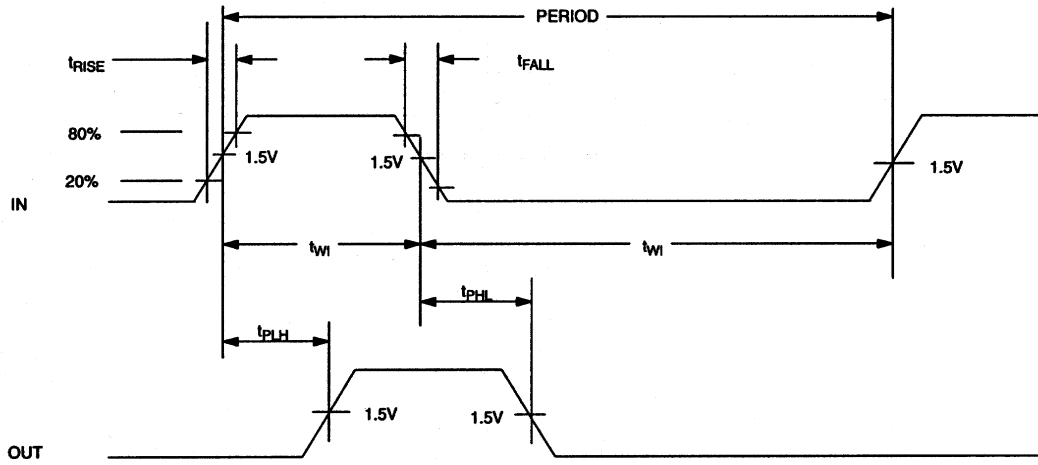 PERIOD
tRISE
tFALL
80%
1.5V
1.5V
1.5V
20%
IN
tWI
tWI
tPHL
tPLH
1.5V
1.5V
OUT